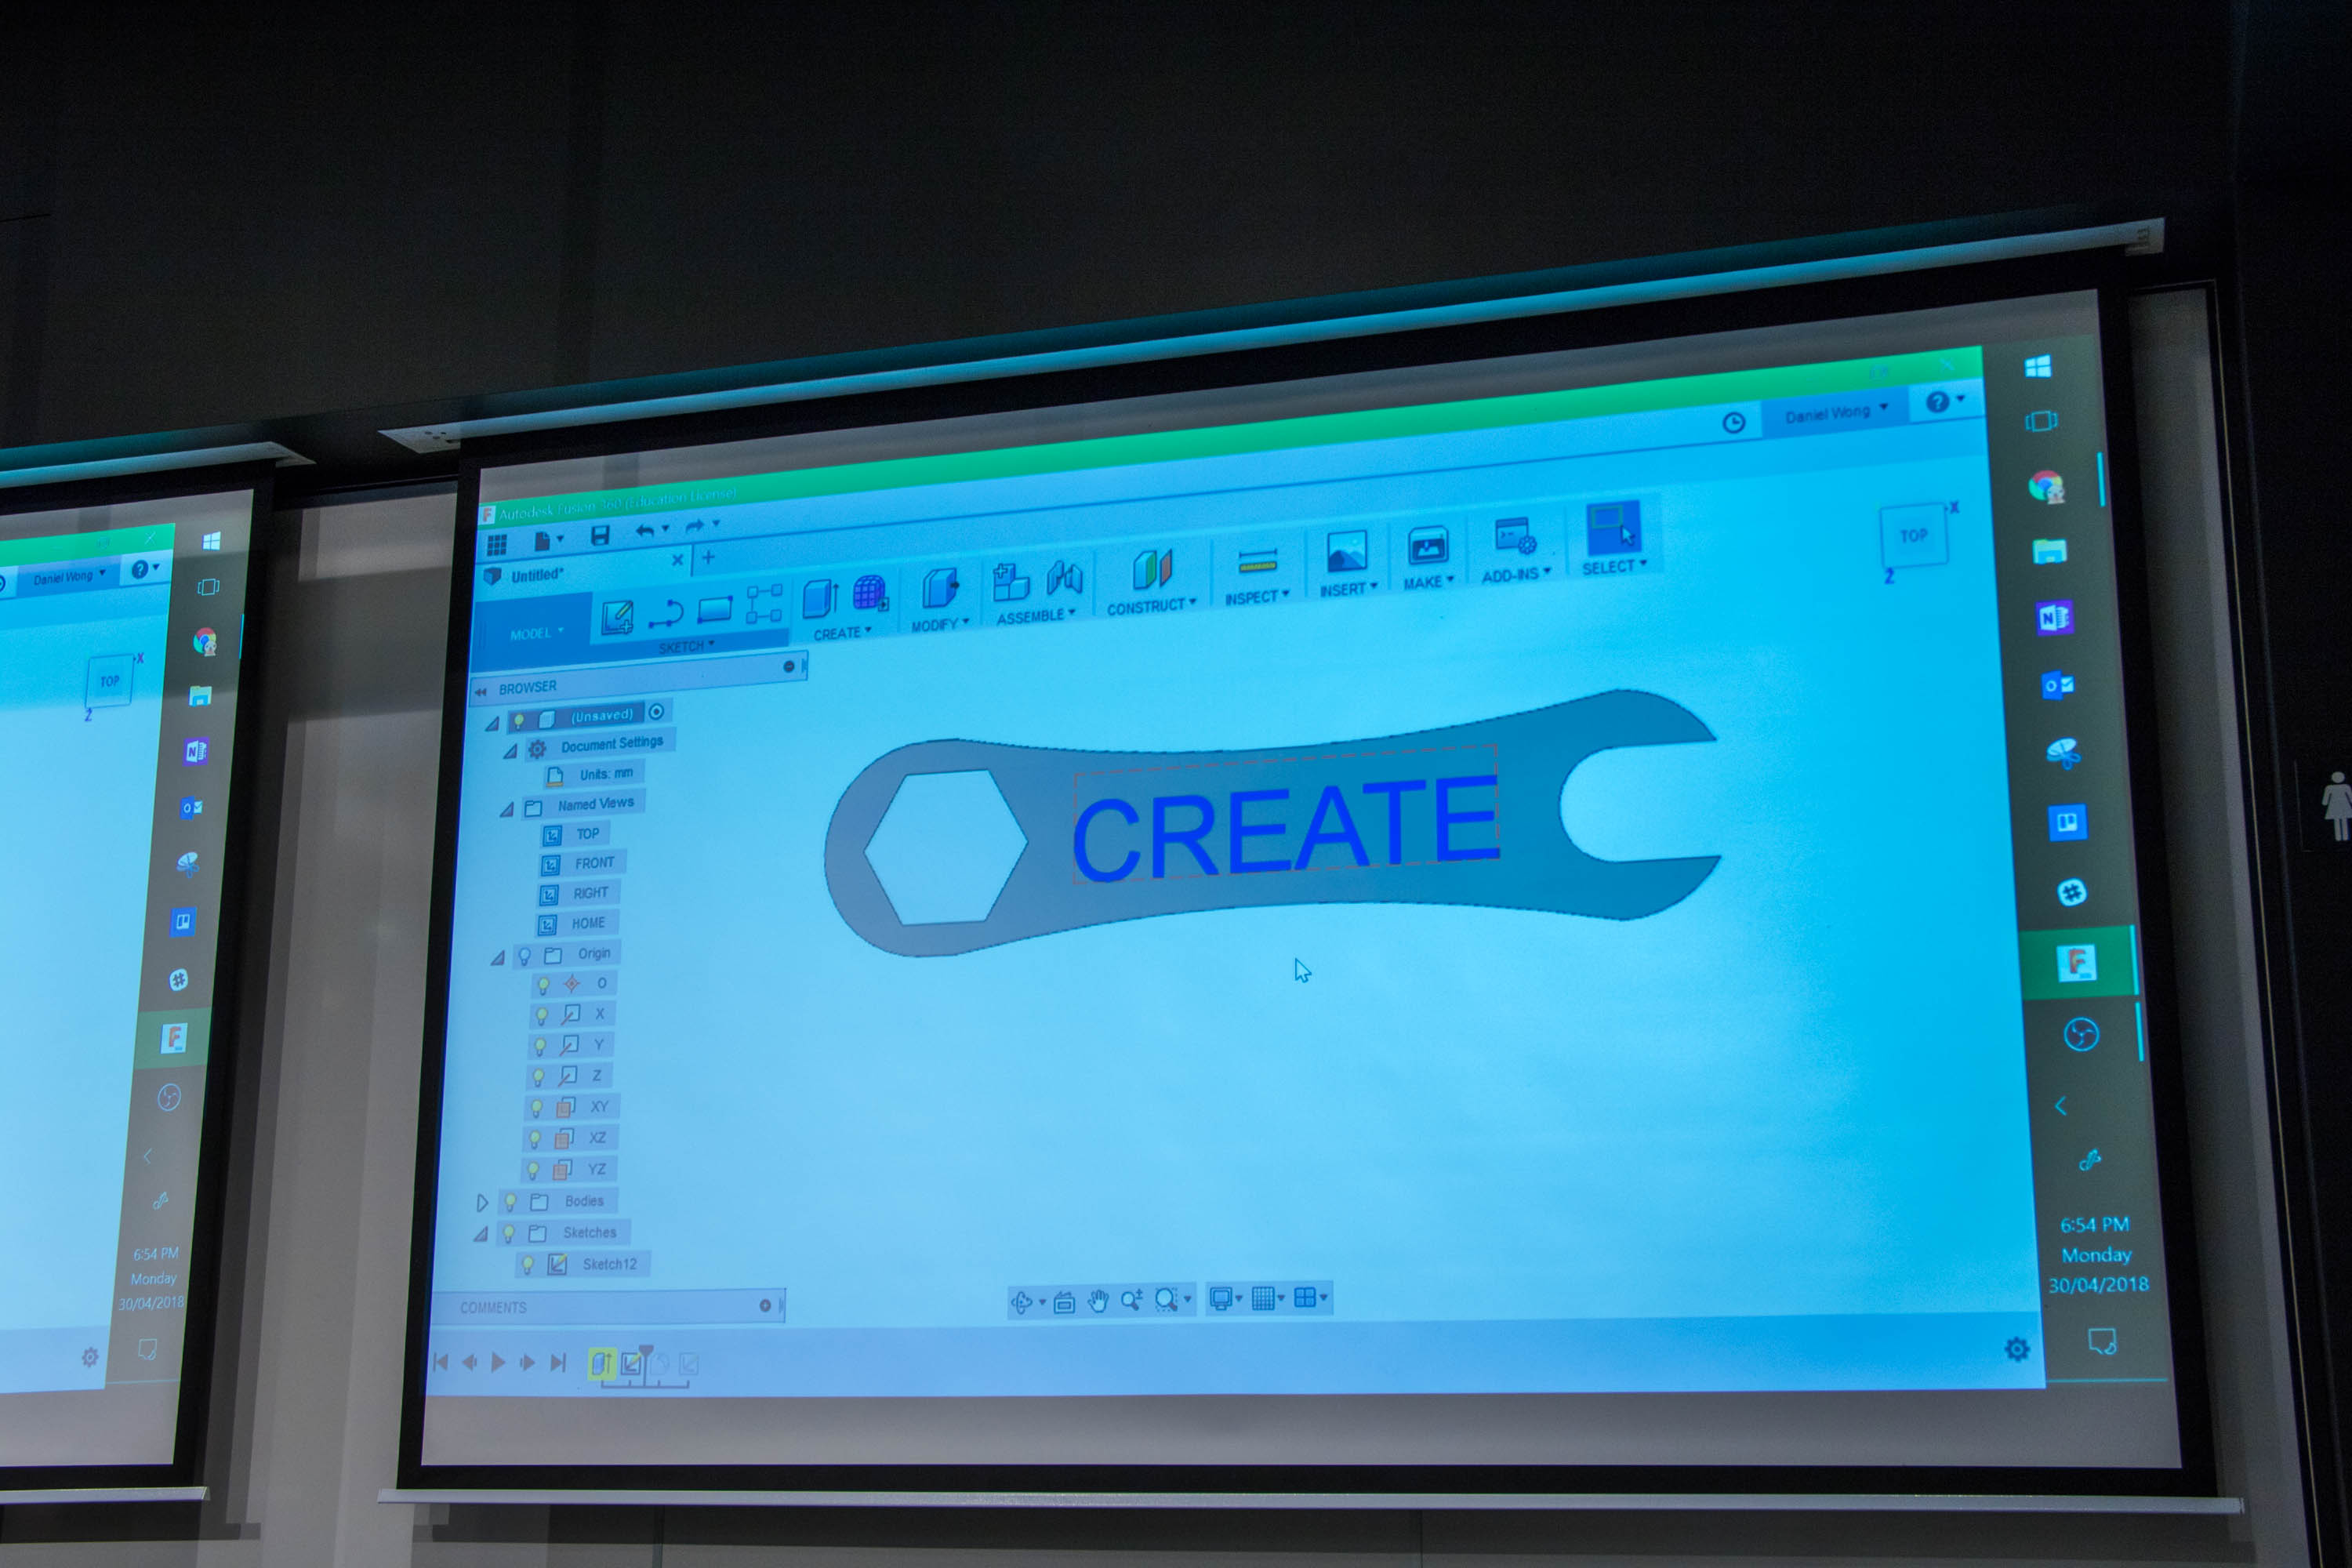 Daniel Wong
TOP
X
Z
6:54 PM
Monday
30/04/2018
Autodesk Fusion 360 (Education License)
Daniel Wong
?
Untitled*
MODEL
SKETCH
CREATE
MODIFY
ASSEMBLE
CONSTRUCT
INSPECT
INSERT
MAKE
ADD-INS
SELECT
TOP
X
Z
BROWSER
(Unsaved)
Document Settings
Units: mm
Named Views
TOP
FRONT
RIGHT
HOME
Origin
O
X
Y
Z
XY
XZ
YZ
Bodies
Sketches
Sketch12
COMMENTS
CREATE
6:54 PM
Monday
30/04/2018